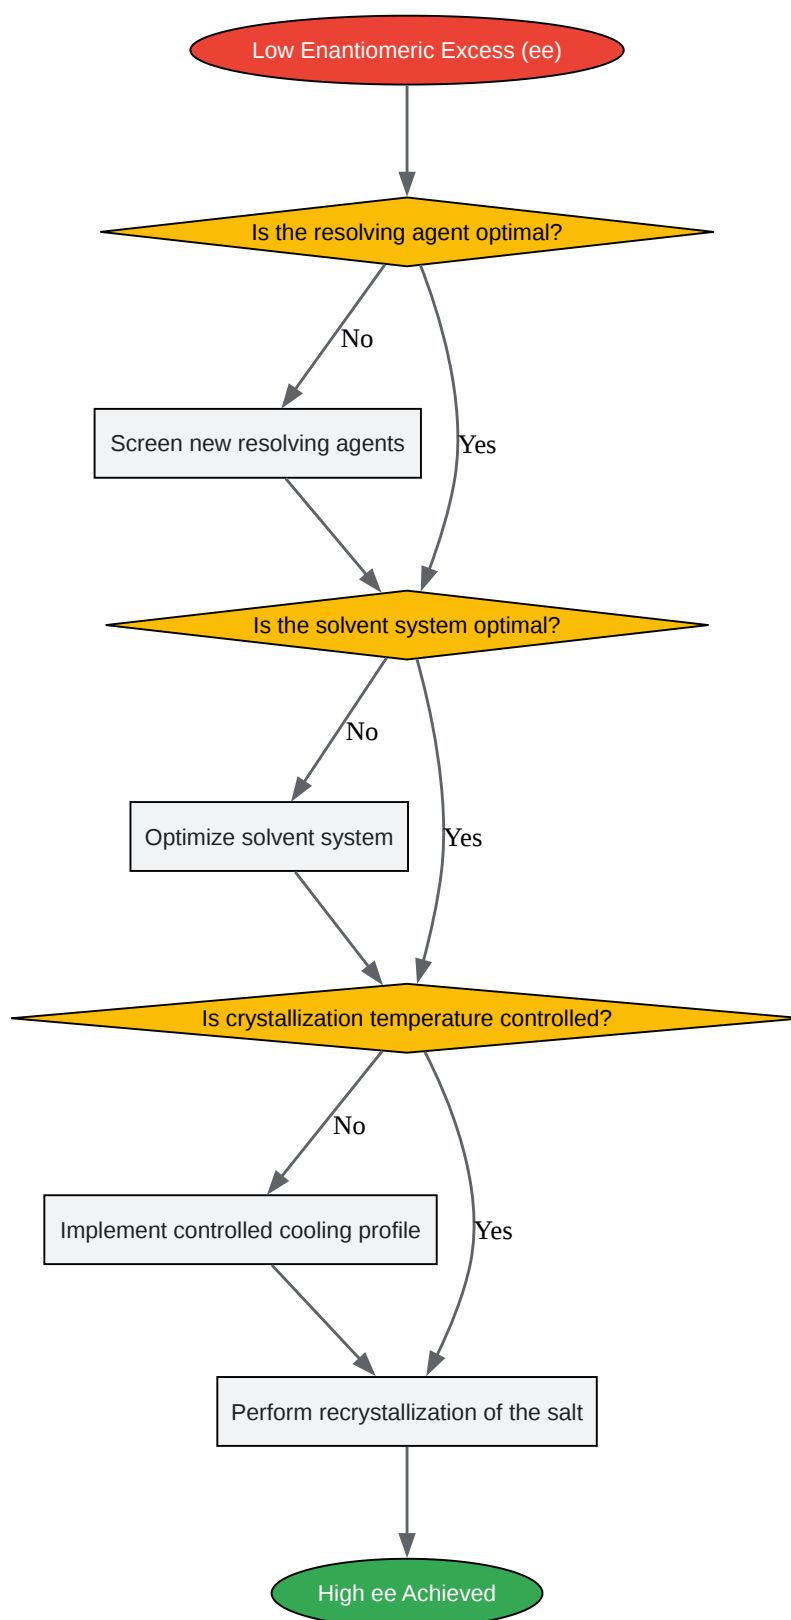 Low Enantiomeric Excess (ee)
Is the resolving agent optimal?
No
Screen new resolving agents
Yes
Is the solvent system optimal?
No
Optimize solvent system
Yes
Is crystallization temperature controlled?
No
Implement controlled cooling profile
Yes
Perform recrystallization of the salt
High ee Achieved